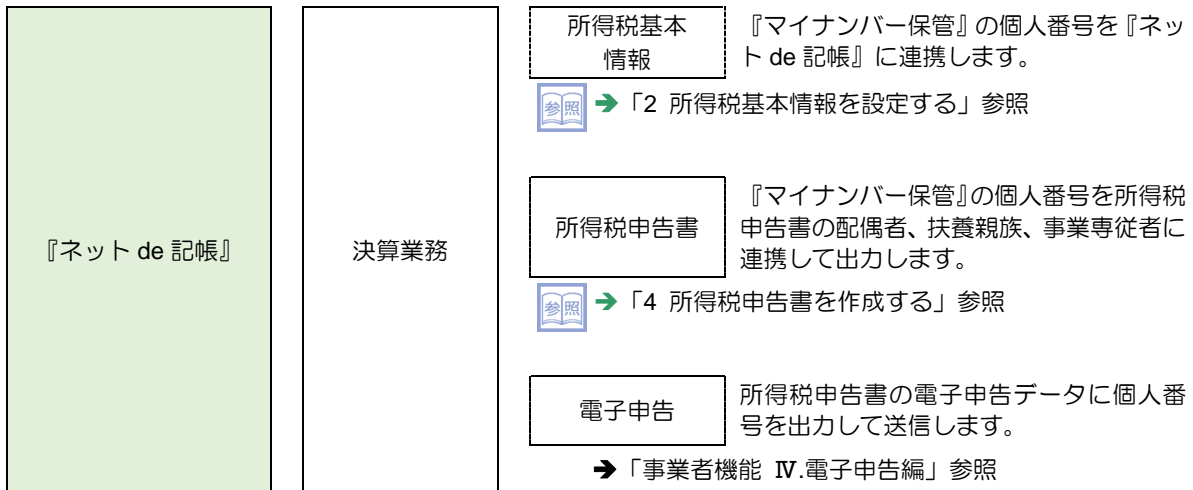 『ネット de 記帳』
決算業務
所得税基本
情報
『マイナンバー保管』の個人番号を『ネッ
ト de 記帳』に連携します。
参照 ➔「2 所得税基本情報を設定する」参照
所得税申告書
『マイナンバー保管』の個人番号を所得税
申告書の配偶者、扶養親族、事業専従者に
連携して出力します。
参照 ➔「4 所得税申告書を作成する」参照
電子申告
所得税申告書の電子申告データに個人番
号を出力して送信します。
➔「事業者機能 Ⅳ.電子申告編」参照